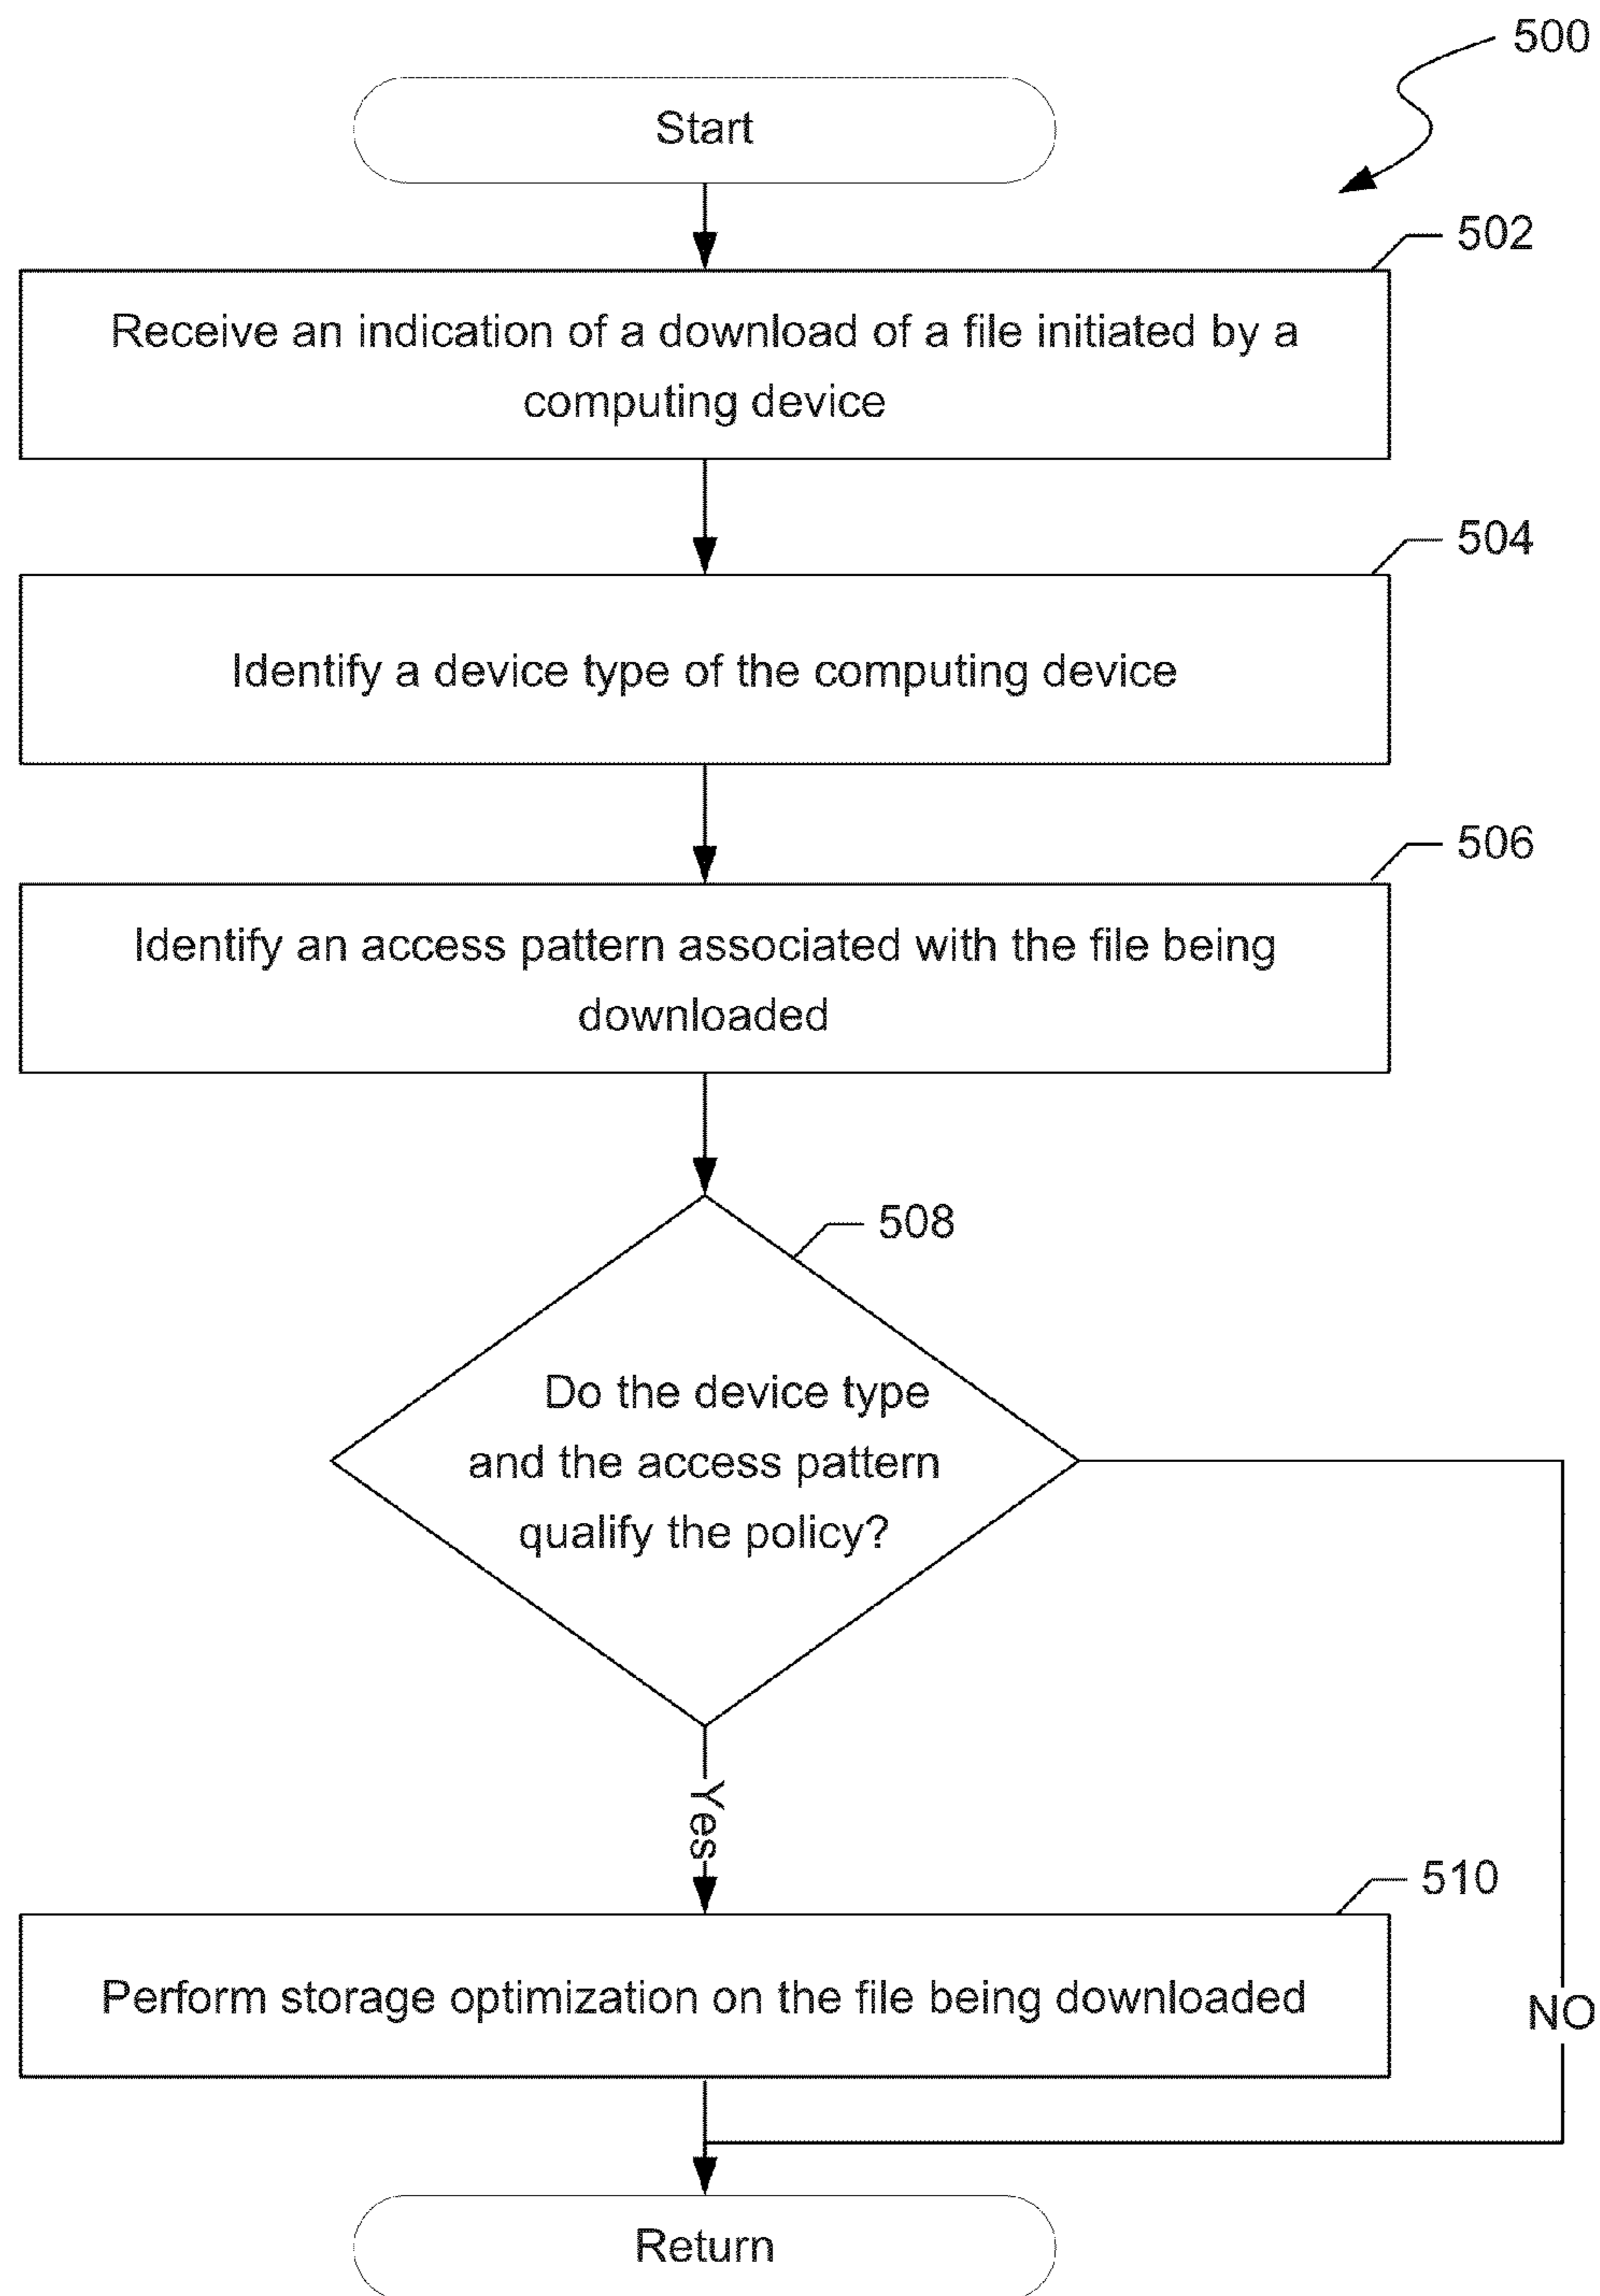 500
Start
502
Receive an indication of a download of a file initiated by a
computing device
504
Identify a device type of the computing device
506
Identify an access pattern associated with the file being
downloaded
508
Do the device type
and the access pattern
qualify the policy?
Yes
510
Perform storage optimization on the file being downloaded
NO
Return